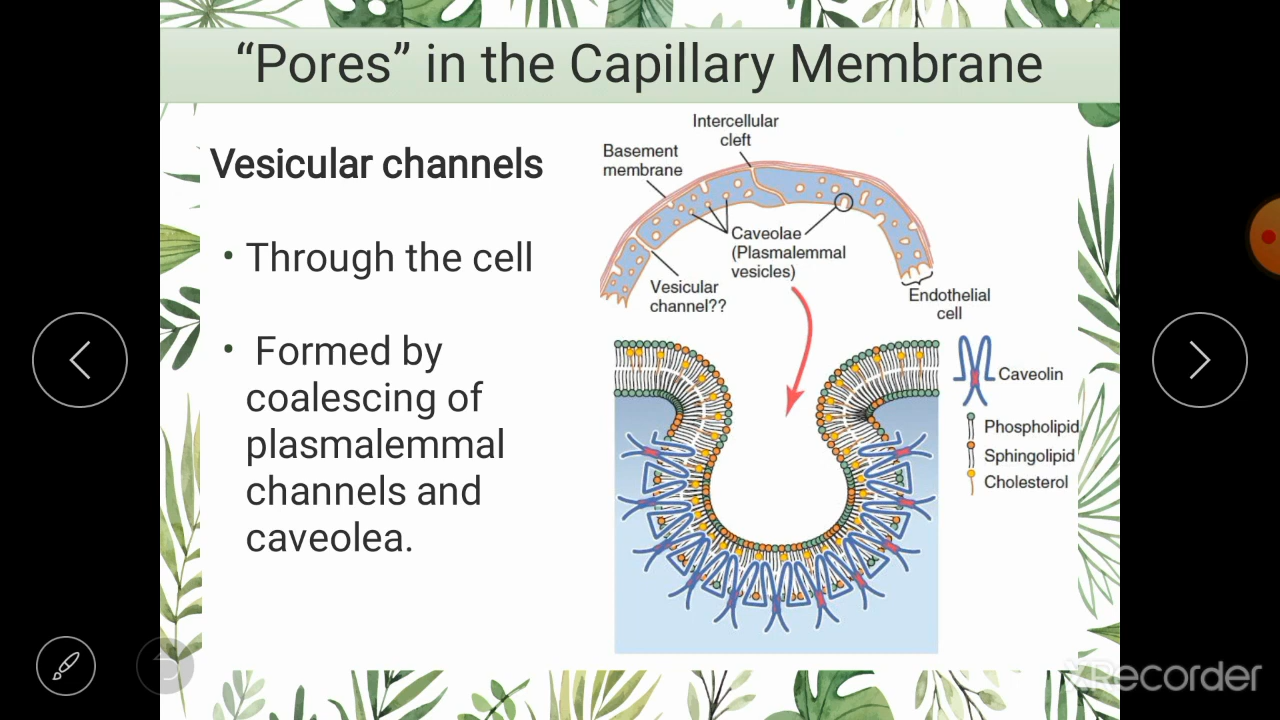 “Pores” in the Capillary Membrane
Vesicular channels
• Through the cell
• Formed by
coalescing of
plasmalemmal
channels and
caveolea.
Intercellular
cleft
Basement
membrane
Caveolae
(Plasmalemmal
vesicles)
Vesicular
channel??
Endothelial
cell
Caveolin
Phospholipid
Sphingolipid
Cholesterol
XRecorder